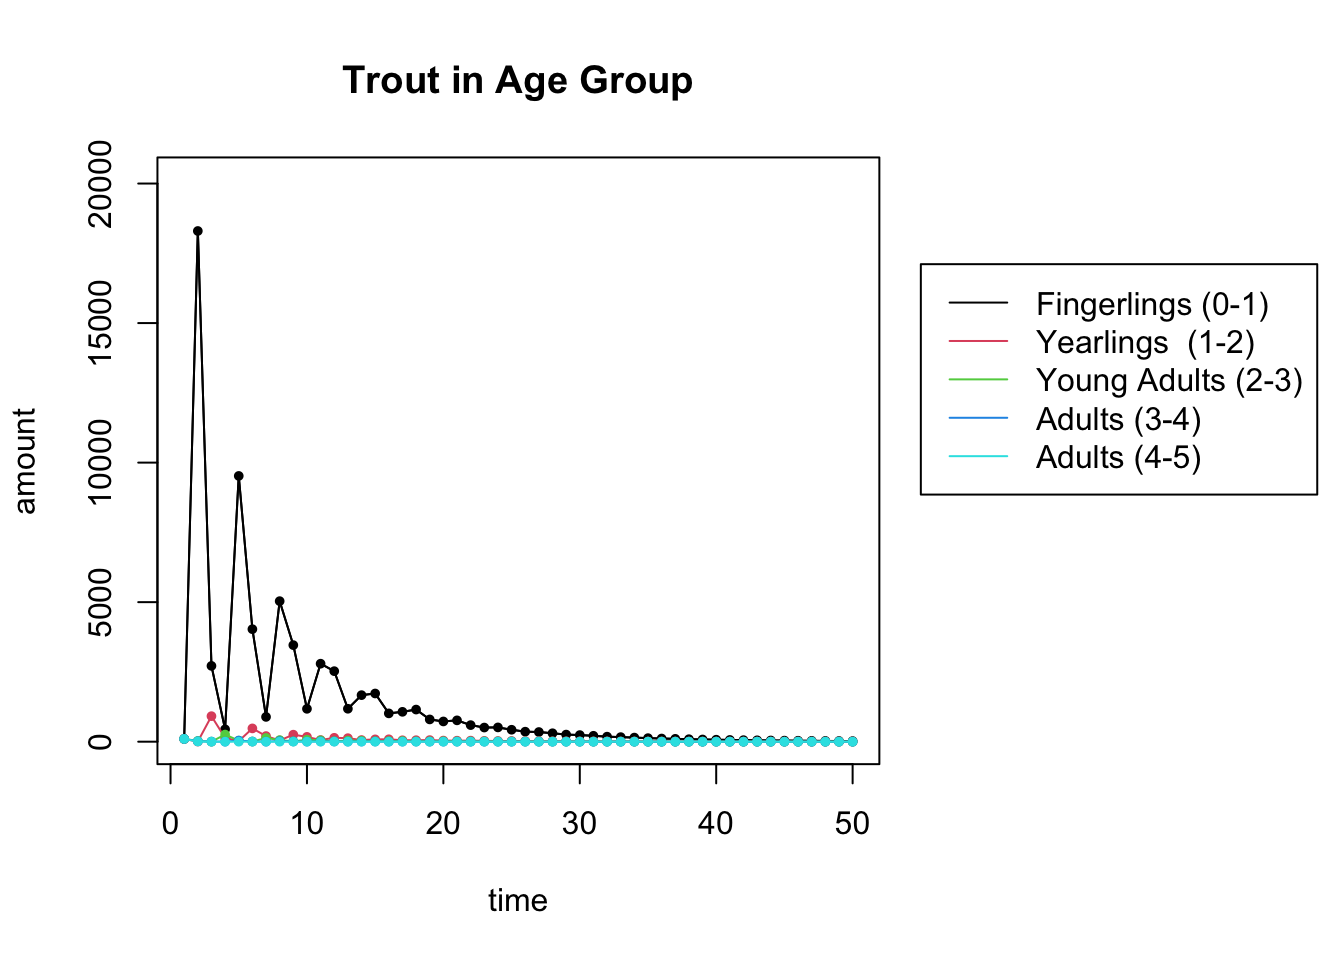 Trout in Age Group
20000
15000
10000
5000
0
amount
0 10 20 30 40 50
time
Fingerlings (0-1)
Yearlings  (1-2)
Young Adults (2-3)
Adults (3-4)
Adults (4-5)